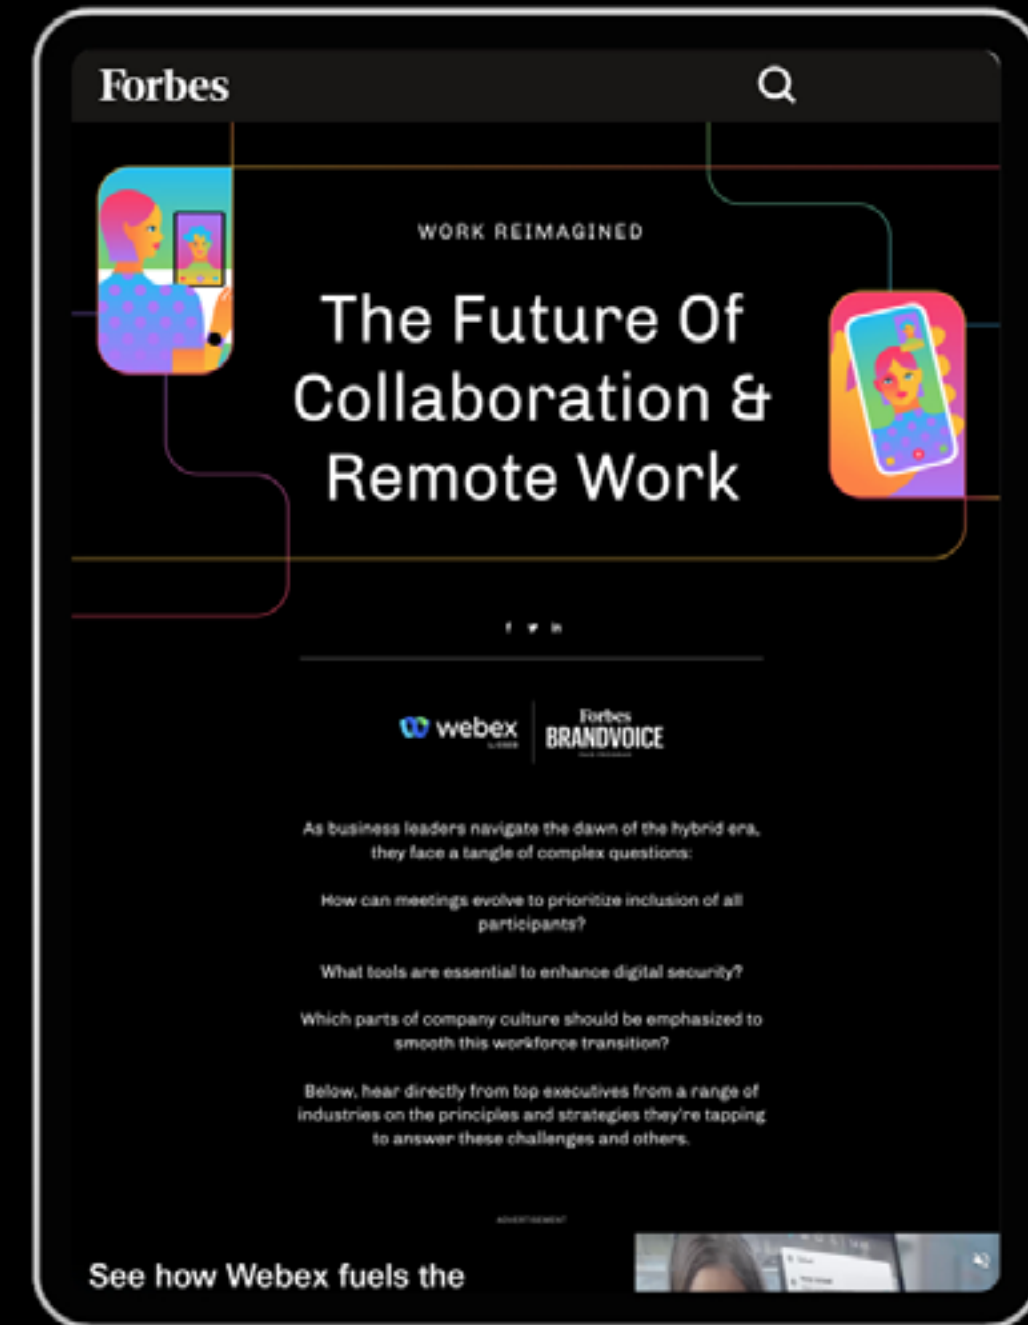 Forbes
WORK REIMAGINED
The Future Of
Collaboration &
Remote Work
f in
webex
Forbes
BRANDVOICE
As business leaders navigate the dawn of the hybrid era,
they face a tangle of complex questions:
How can meetings evolve to prioritize inclusion of all
participants?
What tools are essential to enhance digital security?
Which parts of company culture should be emphasized to
smooth this workforce transition?
Below, hear directly from top executives from a range of
industries on the principles and strategies they're tapping
to answer these challenges and others.
ADVERTISEMENT
See how Webex fuels the